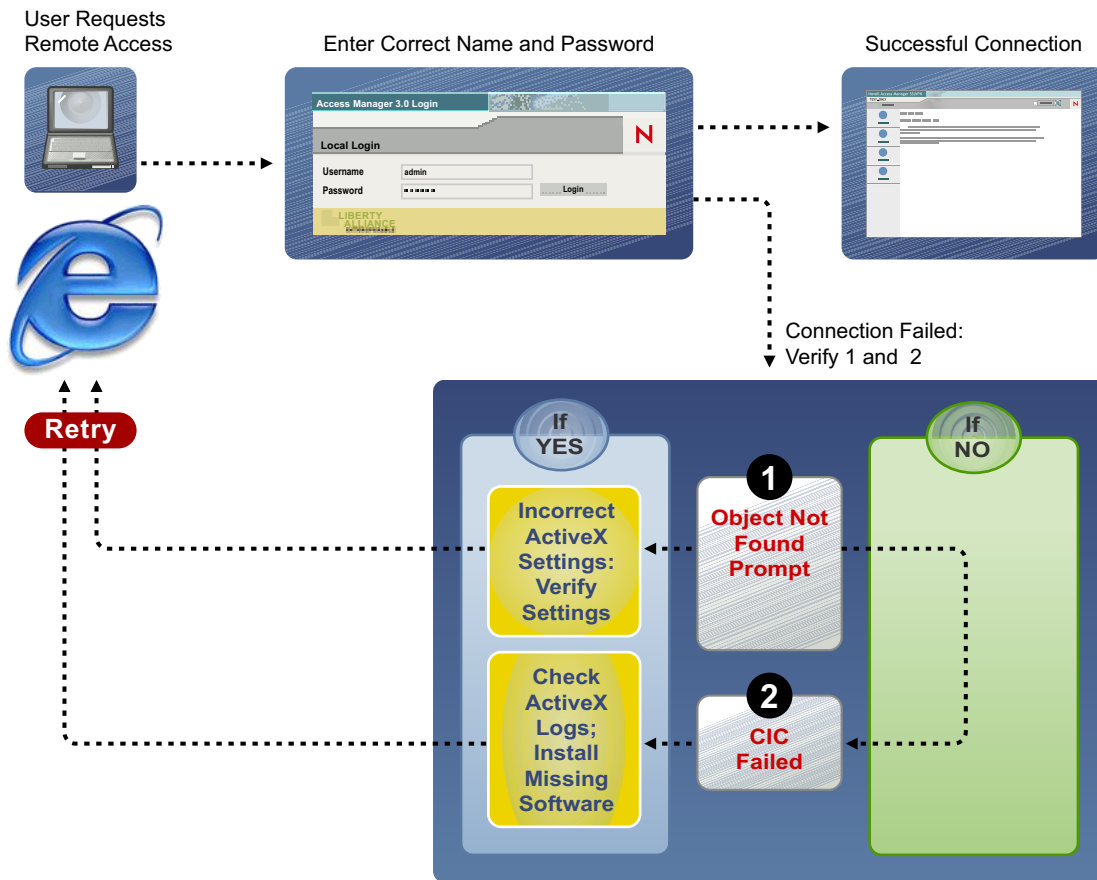 User Requests
Remote Access
Enter Correct Name and Password
Successful Connection
Access Manager 3.0 Login
Local Login
N
Username
admin
Password
Login
LIBERTY
ALLIANCE
INTEROPERABLE
N
Connection Failed:
Verify 1 and 2
Retry
If
YES
If
NO
1
Object Not
Found
Prompt
Incorrect
ActiveX
Settings:
Verify
Settings
2
CIC
Failed
Check
ActiveX
Logs;
Install
Missing
Software